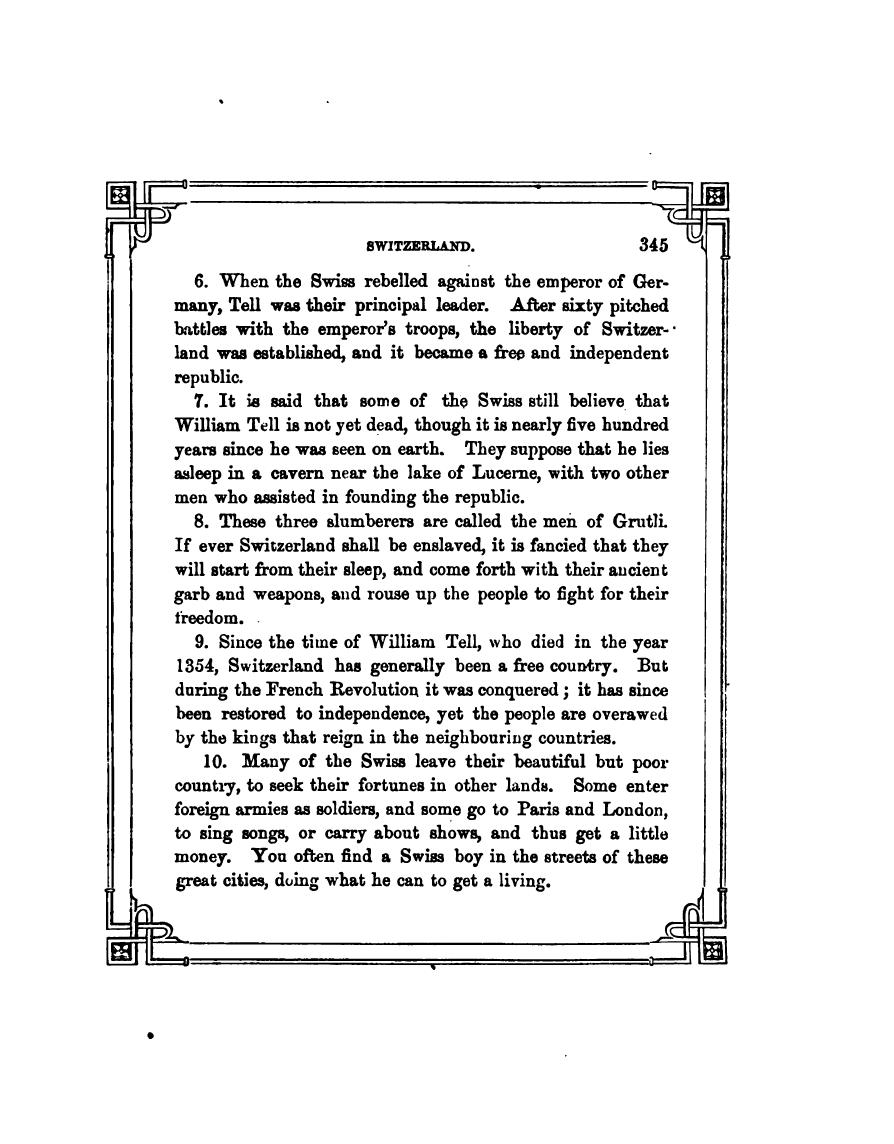 SWITZERLAND. 345
6. When the Swiss rebelled against the emperor of Ger-
many, Tell was their principal leader. After sixty pitched
battles with the emperor's troops, the liberty of Switzer-
land was established, and it became a free and independent
republic.
7. It is said that some of the Swiss still believe that
William Tell is not yet dead, though it is nearly five hundred
years since he was seen on earth. They suppose that he lies
asleep in a cavern near the lake of Lucerne, with two other
men who assisted in founding the republic.
8. These three slumberers are called the men of Grutli.
If ever Switzerland shall be enslaved, it is fancied that they
will start from their sleep, and come forth with their ancient
garb and weapons, and rouse up the people to fight for their
freedom.
9. Since the time of William Tell, who died in the year
1354, Switzerland has generally been a free country. But
during the French Revolution it was conquered; it has since
been restored to independence, yet the people are overawed
by the kings that reign in the neighbouring countries.
10. Many of the Swiss leave their beautiful but poor
country, to seek their fortunes in other lands. Some enter
foreign armies as soldiers, and some go to Paris and London,
to sing songs, or carry about shows, and thus get a little
money. You often find a Swiss boy in the streets of these
great cities, doing what he can to get a living.